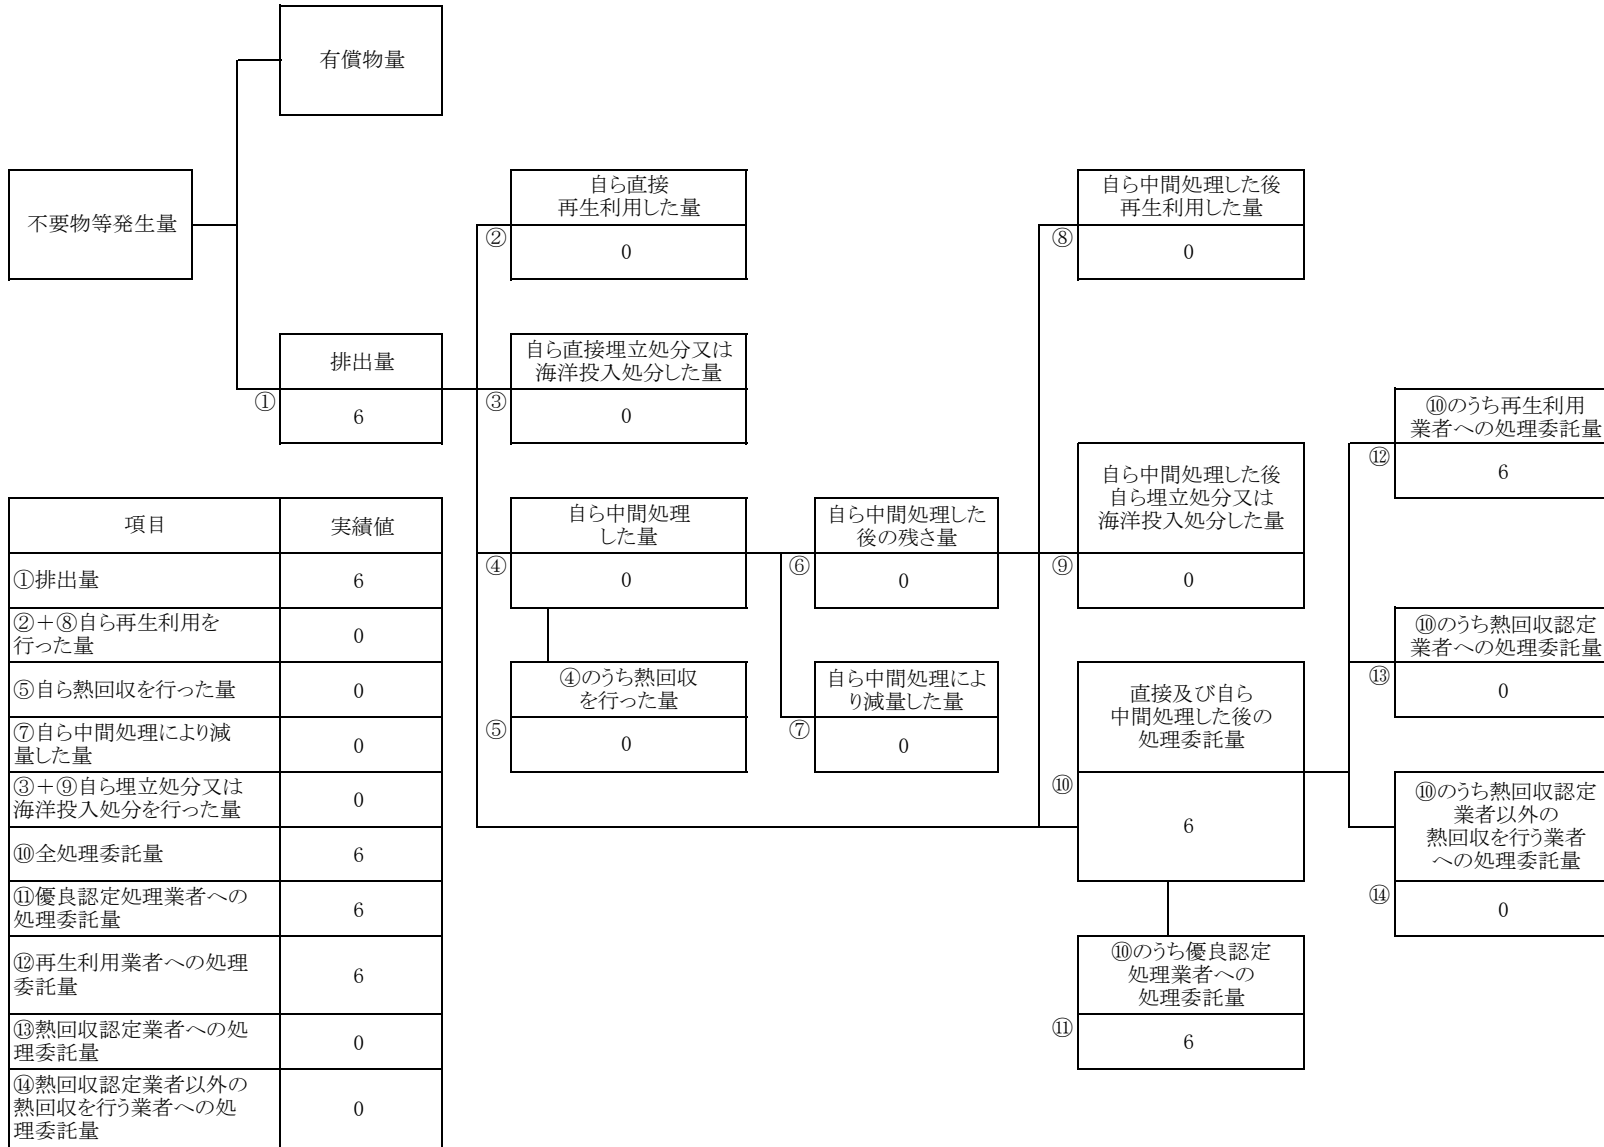 有償物量
不要物等発生量
排出量
①
6
自ら直接
再生利用した量
②
0
自ら直接埋立処分又は
海洋投入処分した量
③
0
自ら中間処理
した量
④
0
④のうち熱回収
を行った量
⑤
0
自ら中間処理した
後の残さ量
⑥
0
自ら中間処理によ
り減量した量
⑦
0
自ら中間処理した後
再生利用した量
⑧
0
自ら中間処理した後
自ら埋立処分又は
海洋投入処分した量
⑨
0
直接及び自ら
中間処理した後の
処理委託量
⑩
6
⑩のうち優良認定
処理業者への
処理委託量
⑪
6
⑩のうち再生利用
業者への処理委託量
⑫
6
⑩のうち熱回収認定
業者への処理委託量
⑬
0
⑩のうち熱回収認定
業者以外の
熱回収を行う業者
への処理委託量
⑭
0
項目 実績値
①排出量 6
②+⑧自ら再生利用を
行った量 0
⑤自ら熱回収を行った量 0
⑦自ら中間処理により減
量した量 0
③+⑨自ら埋立処分又は
海洋投入処分を行った量 0
⑩全処理委託量 6
⑪優良認定処理業者への
処理委託量 6
⑫再生利用業者への処理
委託量 6
⑬熱回収認定業者への処
理委託量 0
⑭熱回収認定業者以外の
熱回収を行う業者への処
理委託量 0